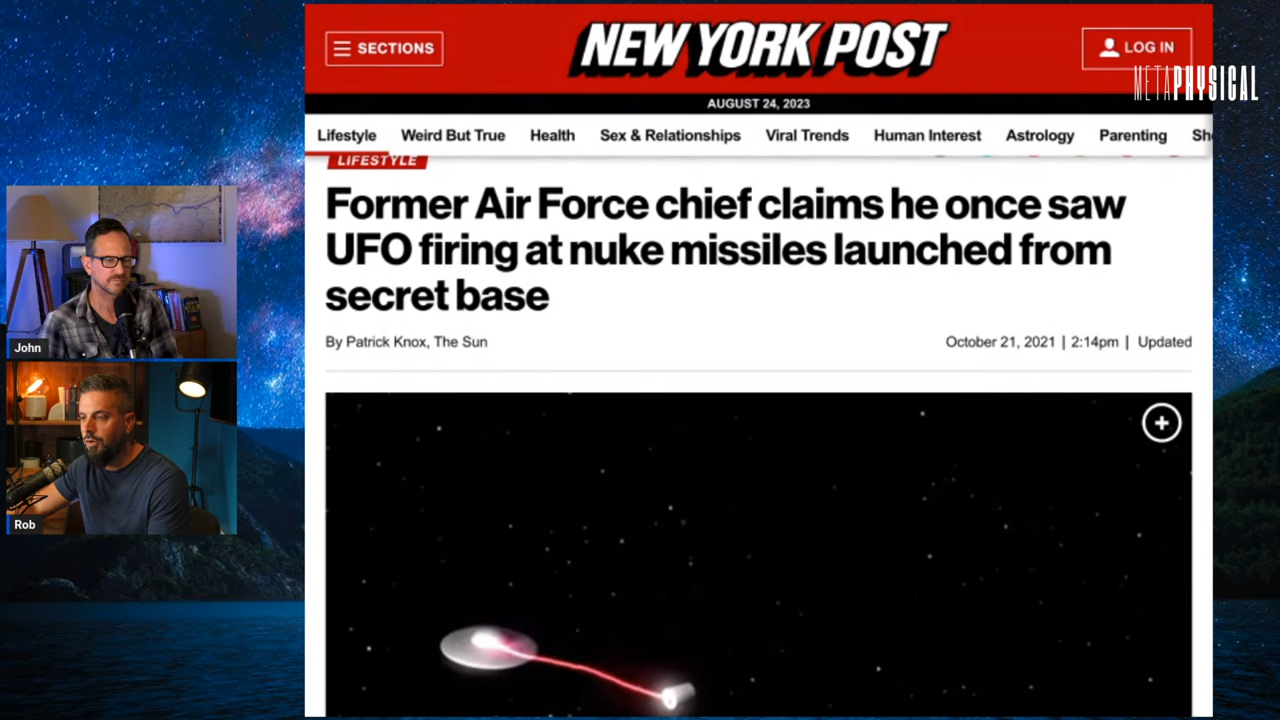 SECTIONS
NEW YORK POST
LOG IN
METAPHYSICAL
AUGUST 24, 2023
Lifestyle Weird But True Health Sex & Relationships Viral Trends Human Interest Astrology Parenting Sh
LIFESTYLE
Former Air Force chief claims he once saw
UFO firing at nuke missiles launched from
secret base
By Patrick Knox, The Sun
October 21, 2021 | 2:14pm | Updated
John
Rob